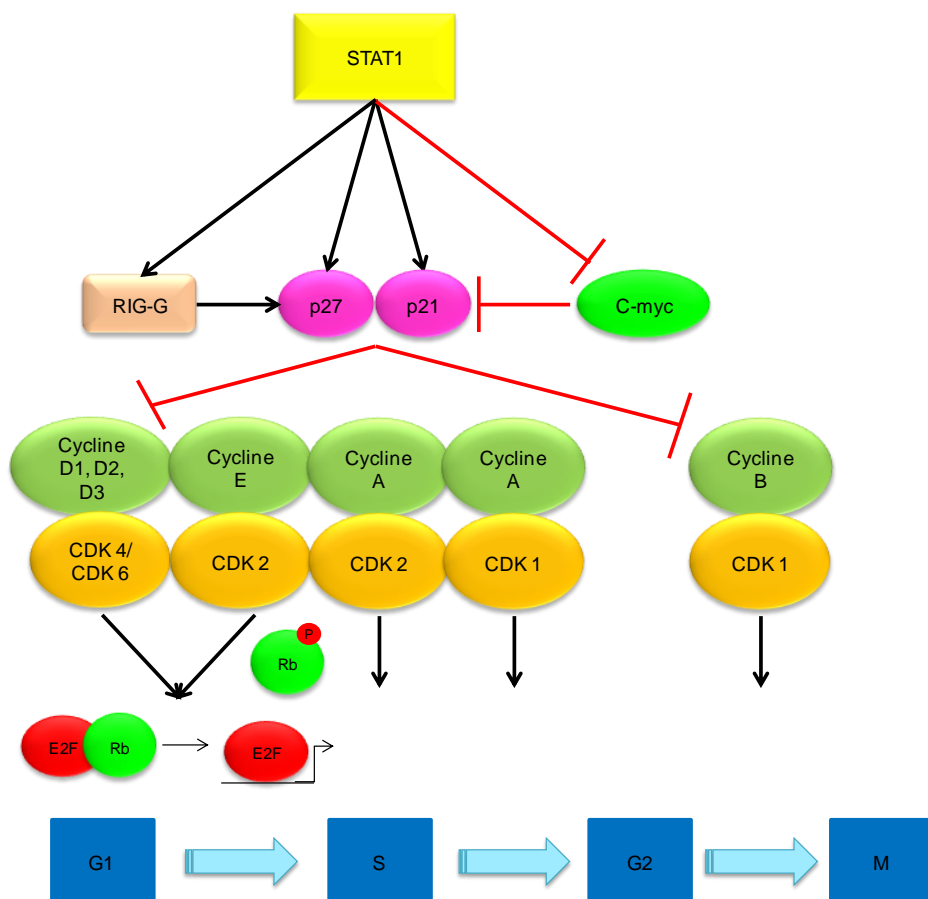 STAT1
RIG-G
p27
p21
C-myc
Cycline
D1, D2,
D3
Cycline
E
Cycline
A
Cycline
A
Cycline
B
CDK 4/
CDK 6
CDK 2
CDK 2
CDK 1
CDK 1
P
Rb
E2F
Rb
E2F
G1
S
G2
M